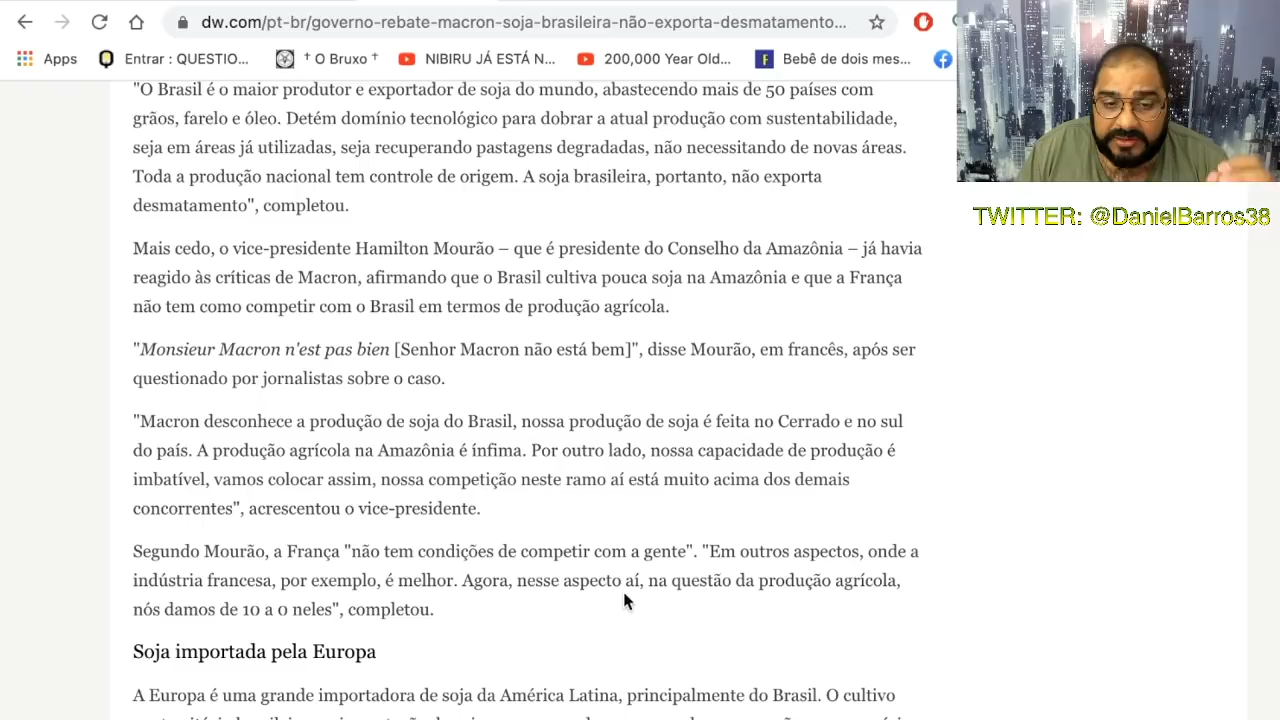 dw.com/pt-br/governo-rebate-macron-soja-brasileira-não-exporta-desmatamento...
Apps Entrar : QUESTIO... † O Bruxo † NIBIRU JÁ ESTÁ N... 200,000 Year Old... Bebê de dois mes...
"O Brasil é o maior produtor e exportador de soja do mundo, abastecendo mais de 50 países com
grãos, farelo e óleo. Detém domínio tecnológico para dobrar a atual produção com sustentabilidade,
seja em áreas já utilizadas, seja recuperando pastagens degradadas, não necessitando de novas áreas.
Toda a produção nacional tem controle de origem. A soja brasileira, portanto, não exporta
desmatamento", completou.
TWITTER: @DanielBarros38
Mais cedo, o vice-presidente Hamilton Mourão – que é presidente do Conselho da Amazônia – já havia
reagido às críticas de Macron, afirmando que o Brasil cultiva pouca soja na Amazônia e que a França
não tem como competir com o Brasil em termos de produção agrícola.
"Monsieur Macron n'est pas bien [Senhor Macron não está bem]", disse Mourão, em francês, após ser
questionado por jornalistas sobre o caso.
"Macron desconhece a produção de soja do Brasil, nossa produção de soja é feita no Cerrado e no sul
do país. A produção agrícola na Amazônia é ínfima. Por outro lado, nossa capacidade de produção é
imbatível, vamos colocar assim, nossa competição neste ramo aí está muito acima dos demais
concorrentes", acrescentou o vice-presidente.
Segundo Mourão, a França "não tem condições de competir com a gente". "Em outros aspectos, onde a
indústria francesa, por exemplo, é melhor. Agora, nesse aspecto aí, na questão da produção agrícola,
nós damos de 10 a 0 neles", completou.
Soja importada pela Europa
A Europa é uma grande importadora de soja da América Latina, principalmente do Brasil. O cultivo